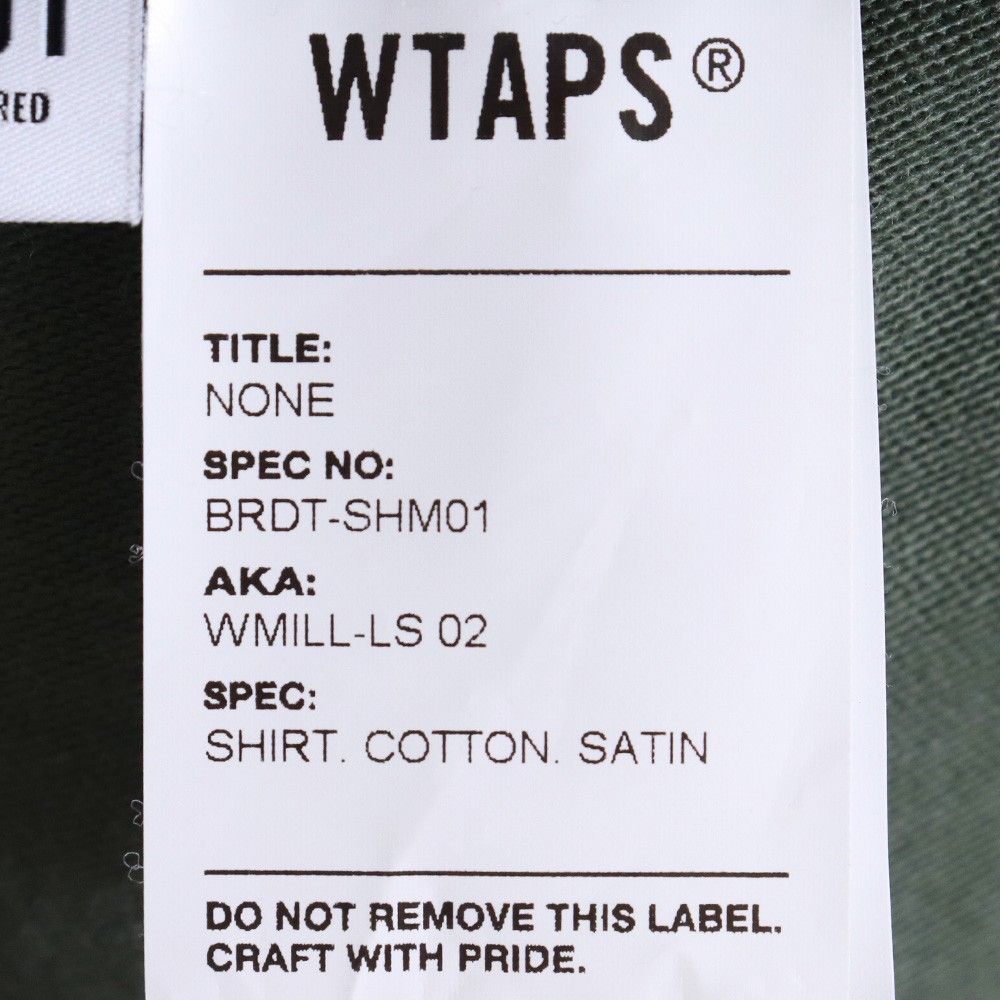 RED
WTAPS®
TITLE:
NONE
SPEC NO:
BRDT-SHM01
AKA:
WMILL-LS 02
SPEC:
SHIRT. COTTON. SATIN
DO NOT REMOVE THIS LABEL.
CRAFT WITH PRIDE.